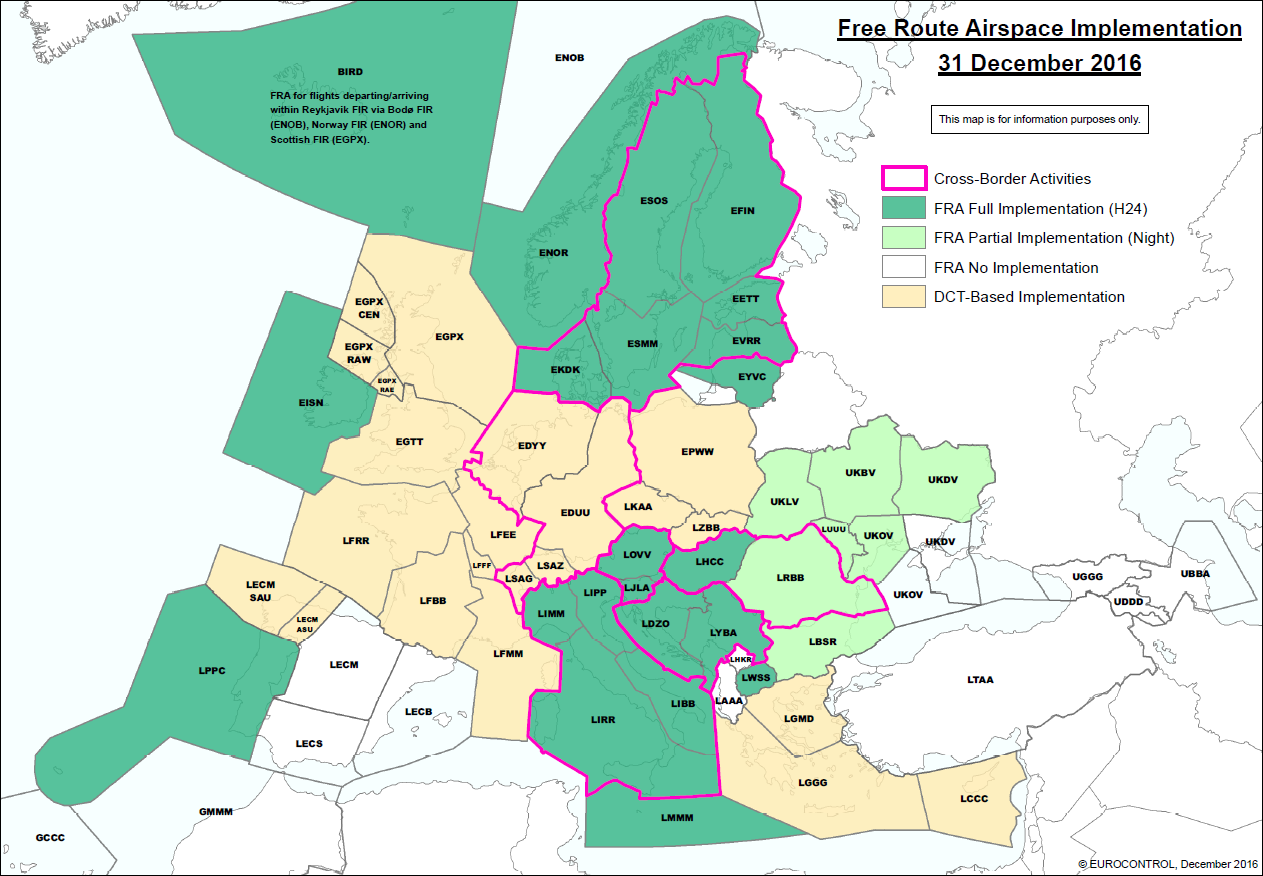 Free Route Airspace Implementation
31 December 2016
This map is for information purposes only.
Cross-Border Activities
FRA Full Implementation (H24)
FRA Partial Implementation (Night)
FRA No Implementation
DCT-Based Implementation
ENOB
BIRD
FRA for flights departing/arriving
within Reykjavik FIR via Bodø FIR
(ENOB), Norway FIR (ENOR) and
Scottish FIR (EGPX).
ESOS
EFIN
ENOR
EGPX
CEN
EETT
EGPX
EVRR
ESMM
EGPX
RAW
EKDK
EYVC
EGPX
RAE
EISN
EGTT
EDYY
EPWW
UKBV
UKDV
UKLV
LKAA
EDUU
LZBB
LUUU
UKOV
UKDV
LFEE
LFRR
LOVV
LHCC
LFFF
LSAZ
LSAG
LRBB
UGGG
UBBA
LECM
SAU
LJLA
LIPP
UKOV
LFBB
UDDD
LIMM
LECM
ASU
LDZO
LYBA
LBSR
LFMM
LHKR
LECM
LPPC
LWSS
LTAA
LAAA
LIBB
LECB
LIRR
LGMD
LECS
LGGG
LCCC
GMMM
LMMM
GCCC
© EUROCONTROL, December 2016